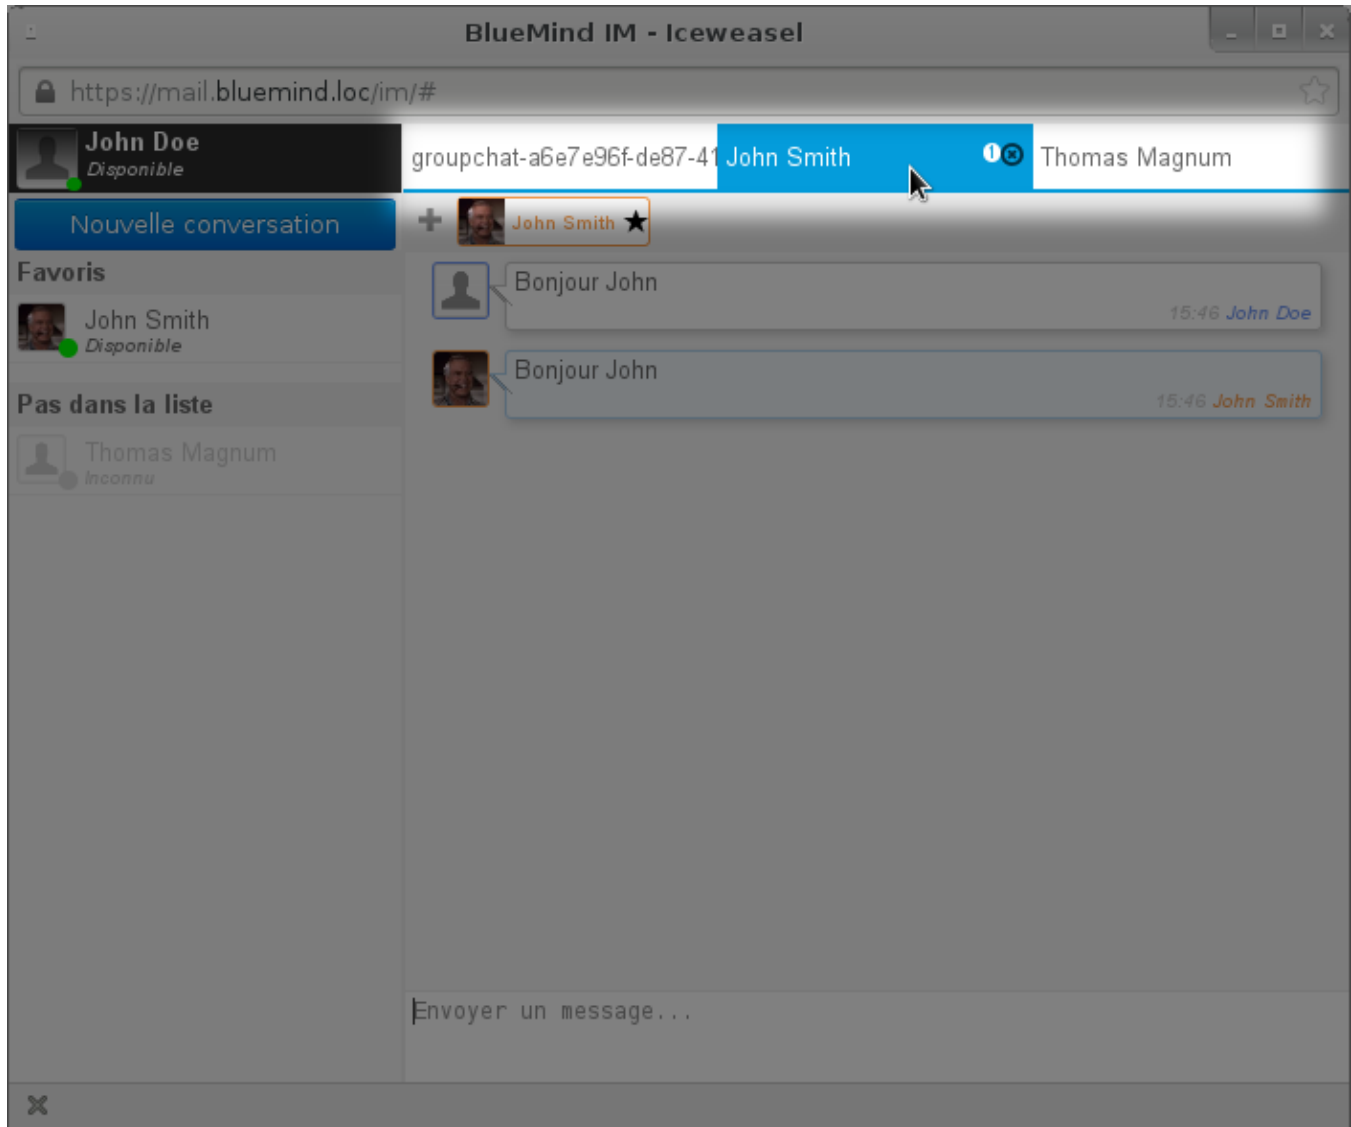 BlueMind IM - Iceweasel
https://mail.bluemind.loc/im/#
John Doe
Disponible
groupchat-a6e7e96f-de87-41
John Smith
1
Thomas Magnum
Nouvelle conversation
John Smith
Favoris
John Smith
Disponible
Pas dans la liste
Thomas Magnum
Inconnu
Bonjour John
15:46 John Doe
Bonjour John
15:46 John Smith
Envoyer un message...